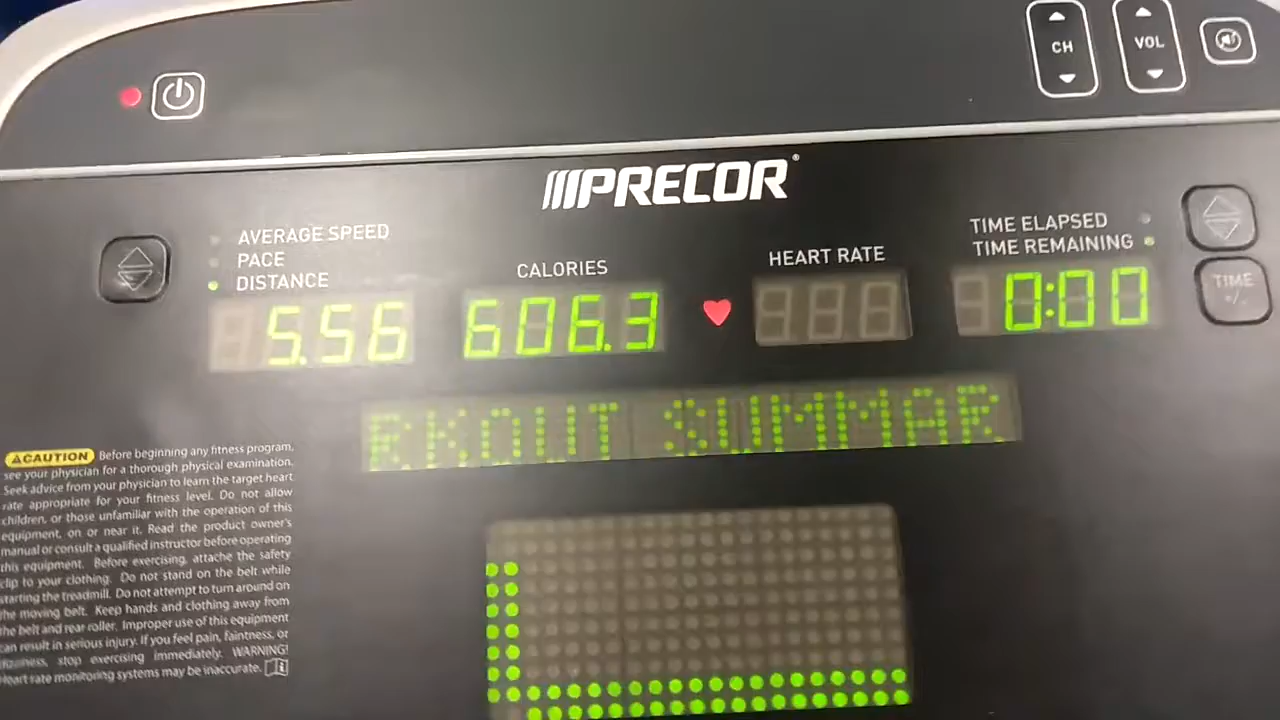 CH
VOL
PRECOR
AVERAGE SPEED
PACE
DISTANCE
CALORIES
HEART RATE
TIME ELAPSED
TIME REMAINING
TIME
+/-
5.56
606.3
0:00
RKOUT SUMMAR
⚠CAUTION Before beginning any fitness program,
see your physician for a thorough physical examination.
Seek advice from your physician to learn the target heart
rate appropriate for your fitness level. Do not allow
children, or those unfamiliar with the operation of this
equipment, on or near it. Read the product owner's
manual or consult a qualified instructor before operating
this equipment. Before exercising, attache the safety
clip to your clothing. Do not stand on the belt while
starting the treadmill. Do not attempt to turn around on
the moving belt. Keep hands and clothing away from
the belt and rear roller. Improper use of this equipment
can result in serious injury. If you feel pain, faintness, or
dizziness, stop exercising immediately. WARNING!
Heart rate monitoring systems may be inaccurate.